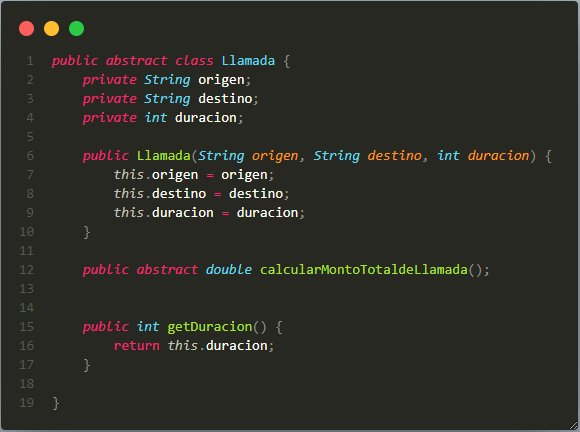 1 public abstract class Llamada {
2     private String origen;
3     private String destino;
4     private int duracion;
5
6     public Llamada(String origen, String destino, int duracion) {
7         this.origen = origen;
8         this.destino = destino;
9         this.duracion = duracion;
10     }
11
12     public abstract double calcularMontoTotaldeLlamada();
13
14
15     public int getDuracion() {
16         return this.duracion;
17     }
18
19 }